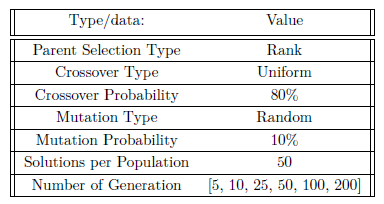 Type/data: Value
Parent Selection Type Rank
Crossover Type Uniform
Crossover Probability 80%
Mutation Type Random
Mutation Probability 10%
Solutions per Population 50
Number of Generation [5, 10, 25, 50, 100, 200]